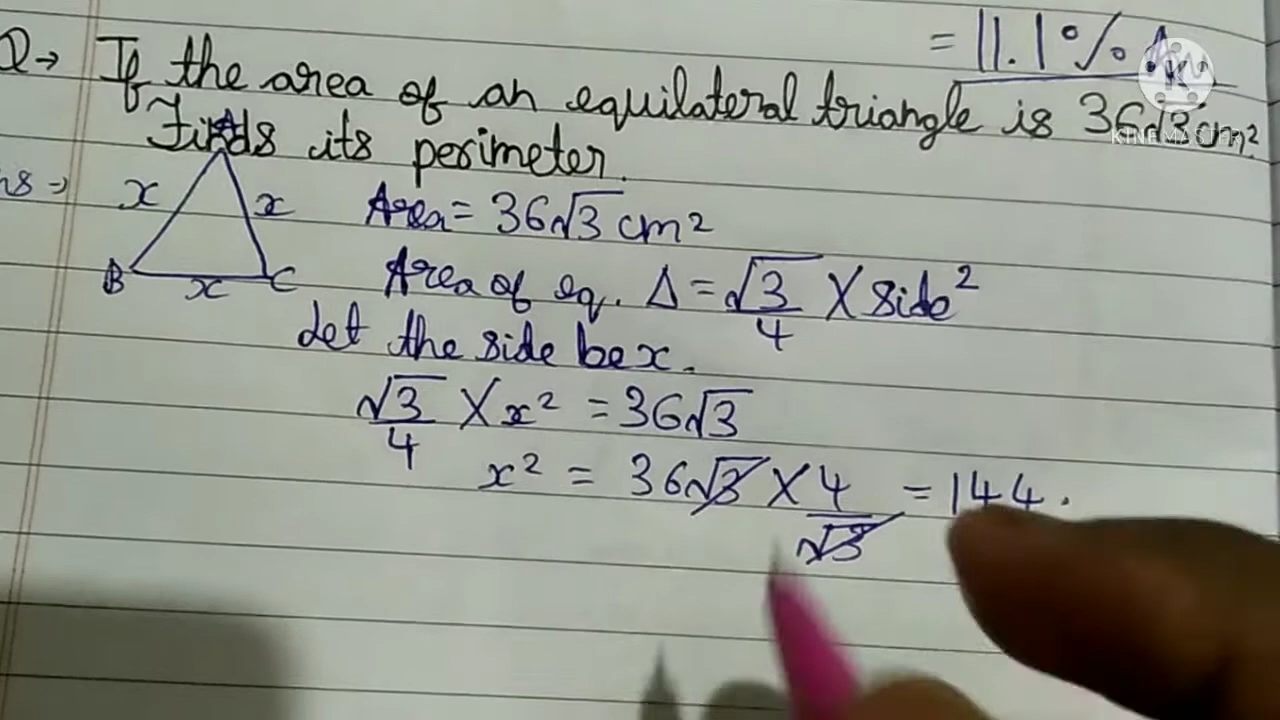 = 11.1% A
Q→ If the area of an equilateral triangle is 36√3 cm².
Finds its perimeter.
x x Area = 36√3 cm²
B x C Area of eq. Δ = √3/4 × side²
Let the side be x.
√3/4 × x² = 36√3
x² = 36√3 × 4/√3 = 144.
KINEMASTER